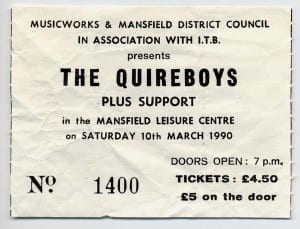 MUSICWORKS & MANSFIELD DISTRICT COUNCIL
IN ASSOCIATION WITH I.T.B.
presents
THE QUIREBOYS
PLUS SUPPORT
in the MANSFIELD LEISURE CENTRE
on SATURDAY 10th MARCH 1990
DOORS OPEN : 7 p.m.
No 1400
TICKETS : £4.50
£5 on the door